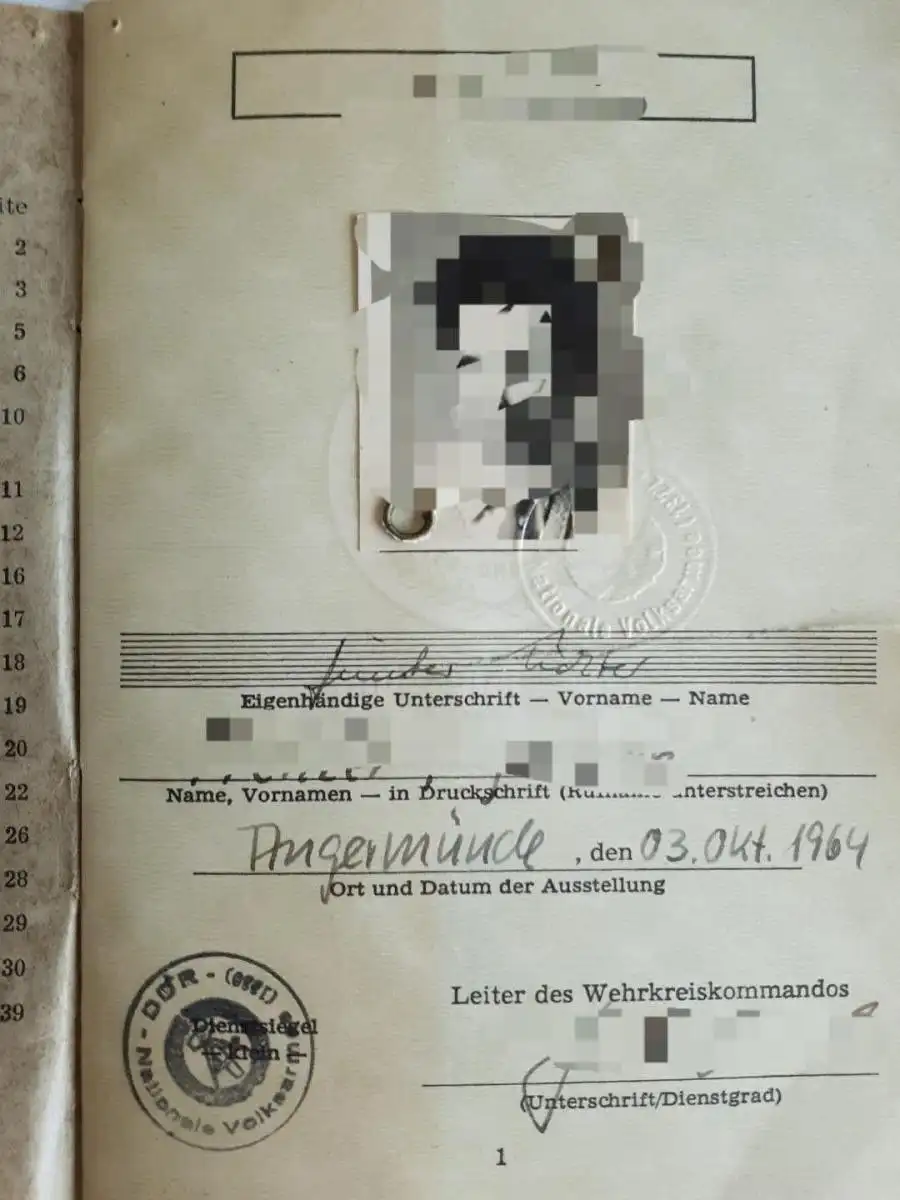 ite
2
3
5
6
10
11
12
16
17
18
19
20
22
26
28
29
30
39
Nationale Volksarmee
Eigenhändige Unterschrift — Vorname — Name
Name, Vornamen — in Druckschrift (unterstreichen)
Angermünde, den 03. Okt. 1964
Ort und Datum der Ausstellung
Nationale Volksarmee - DDR -
Dienstsiegel
— klein —
Leiter des Wehrkreiskommandos
(Unterschrift/Dienstgrad)
1